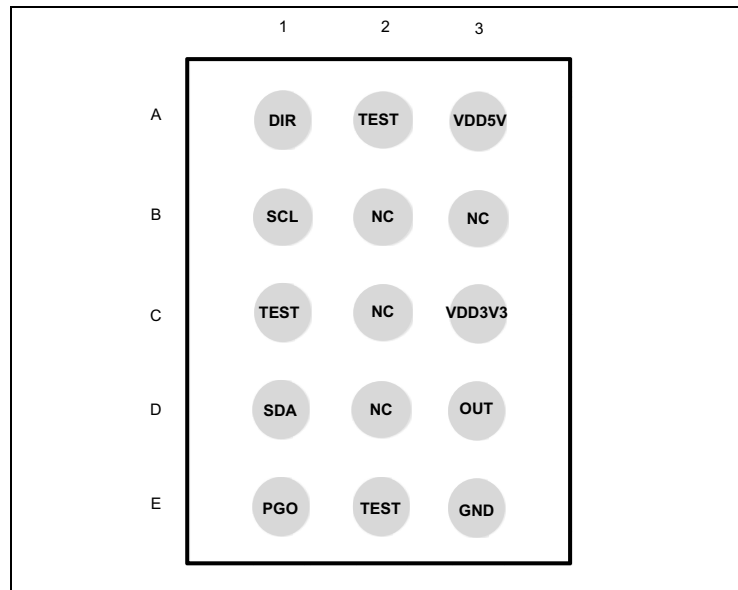 1 2 3
A DIR TEST VDD5V
B SCL NC NC
C TEST NC VDD3V3
D SDA NC OUT
E PGO TEST GND